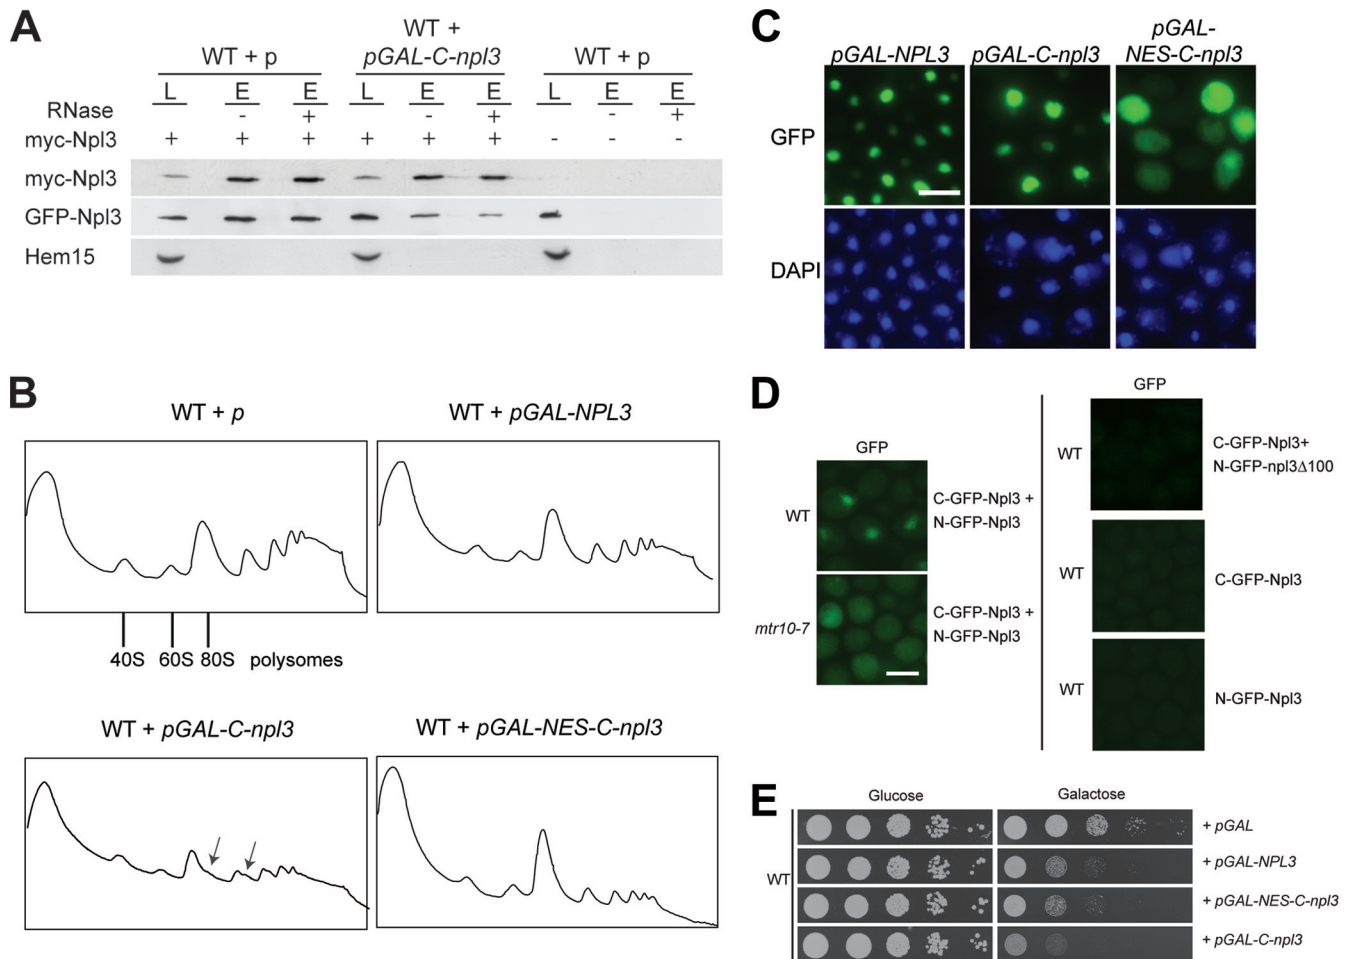 A
WT +
WT + p
pGAL-C-npl3
WT + p
L E E L E E L E E
RNase - + - + - +
myc-Npl3 + + + + + + - - -
myc-Npl3
GFP-Npl3
Hem15
B
WT + p
WT + pGAL-NPL3
40S 60S 80S polysomes
WT + pGAL-C-npl3
WT + pGAL-NES-C-npl3
C
pGAL-NPL3
pGAL-C-npl3
pGAL-
NES-C-npl3
GFP
DAPI
D
GFP
WT
C-GFP-Npl3 +
N-GFP-Npl3
mtr10-7
C-GFP-Npl3 +
N-GFP-Npl3
GFP
WT
C-GFP-Npl3+
N-GFP-npl3Δ100
WT
C-GFP-Npl3
WT
N-GFP-Npl3
E
Glucose
Galactose
WT
+ pGAL
+ pGAL-NPL3
+ pGAL-NES-C-npl3
+ pGAL-C-npl3